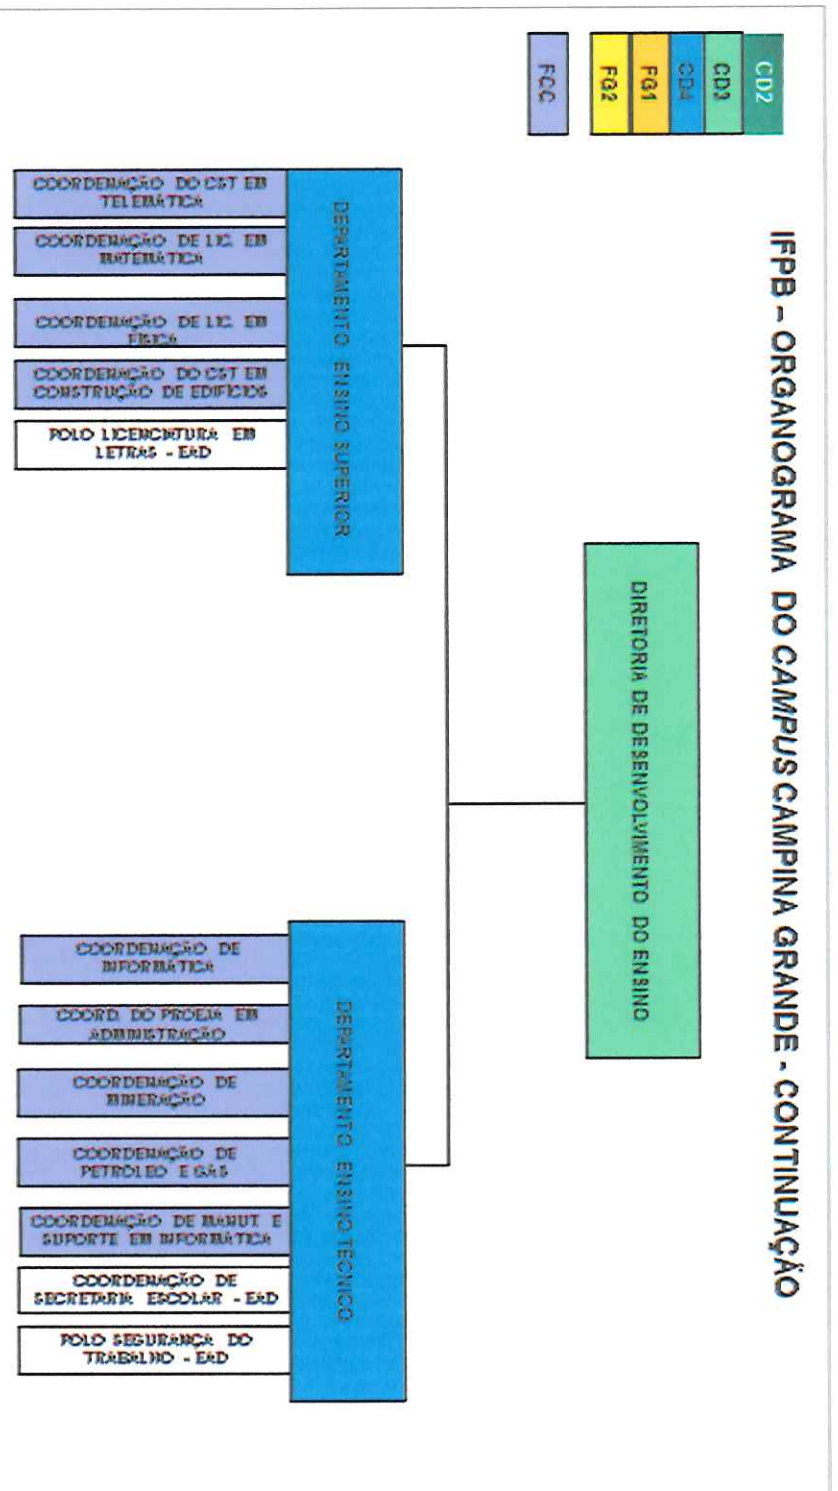 IFPB – ORGANOGRAMA DO CAMPUS CAMPINA GRANDE - CONTINUAÇÃO
CD2
CD3
CD4
FG1
FG2
FCC
DIRETORIA DE DESENVOLVIMENTO DO ENSINO
DEPARTAMENTO ENSINO SUPERIOR
COORDENAÇÃO DO CST EM
TELEMÁTICA
COORDENAÇÃO DE LIC. EM
MATEMÁTICA
COORDENAÇÃO DE LIC. EM
FÍSICA
COORDENAÇÃO DO CST EM
CONSTRUÇÃO DE EDIFÍCIOS
POLO LICENCIATURA EM
LETRAS - EAD
DEPARTAMENTO ENSINO TÉCNICO
COORDENAÇÃO DE
INFORMÁTICA
COORD. DO PROEJA EM
ADMINISTRAÇÃO
COORDENAÇÃO DE
MINERAÇÃO
COORDENAÇÃO DE
PETRÓLEO E GÁS
COORDENAÇÃO DE MANUT E
SUPORTE EM INFORMÁTICA
COORDENAÇÃO DE
SECRETARIA ESCOLAR - EAD
POLO SEGURANÇA DO
TRABALHO - EAD